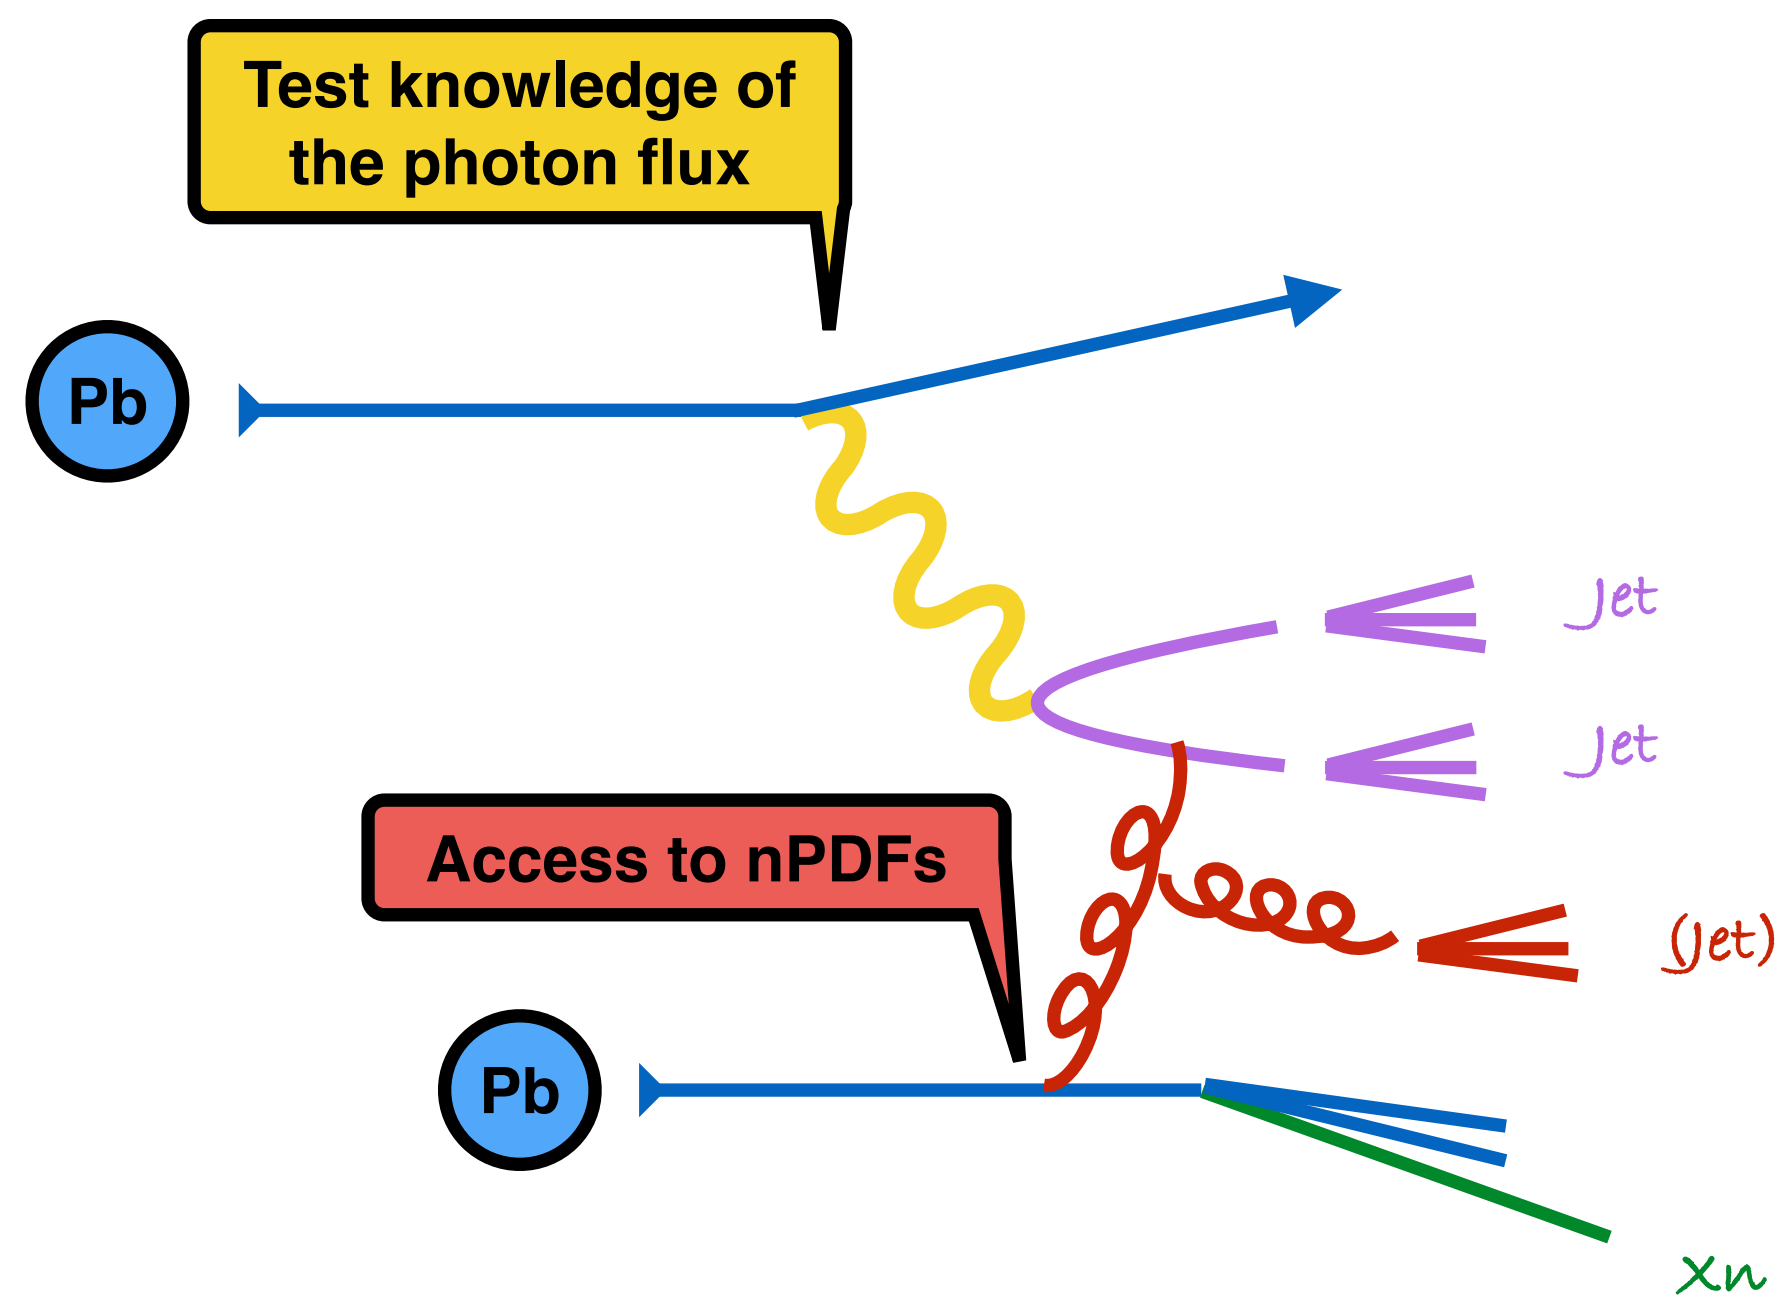 Test knowledge of
the photon flux
Pb
Jet
Jet
Access to nPDFs
(Jet)
Pb
Xn